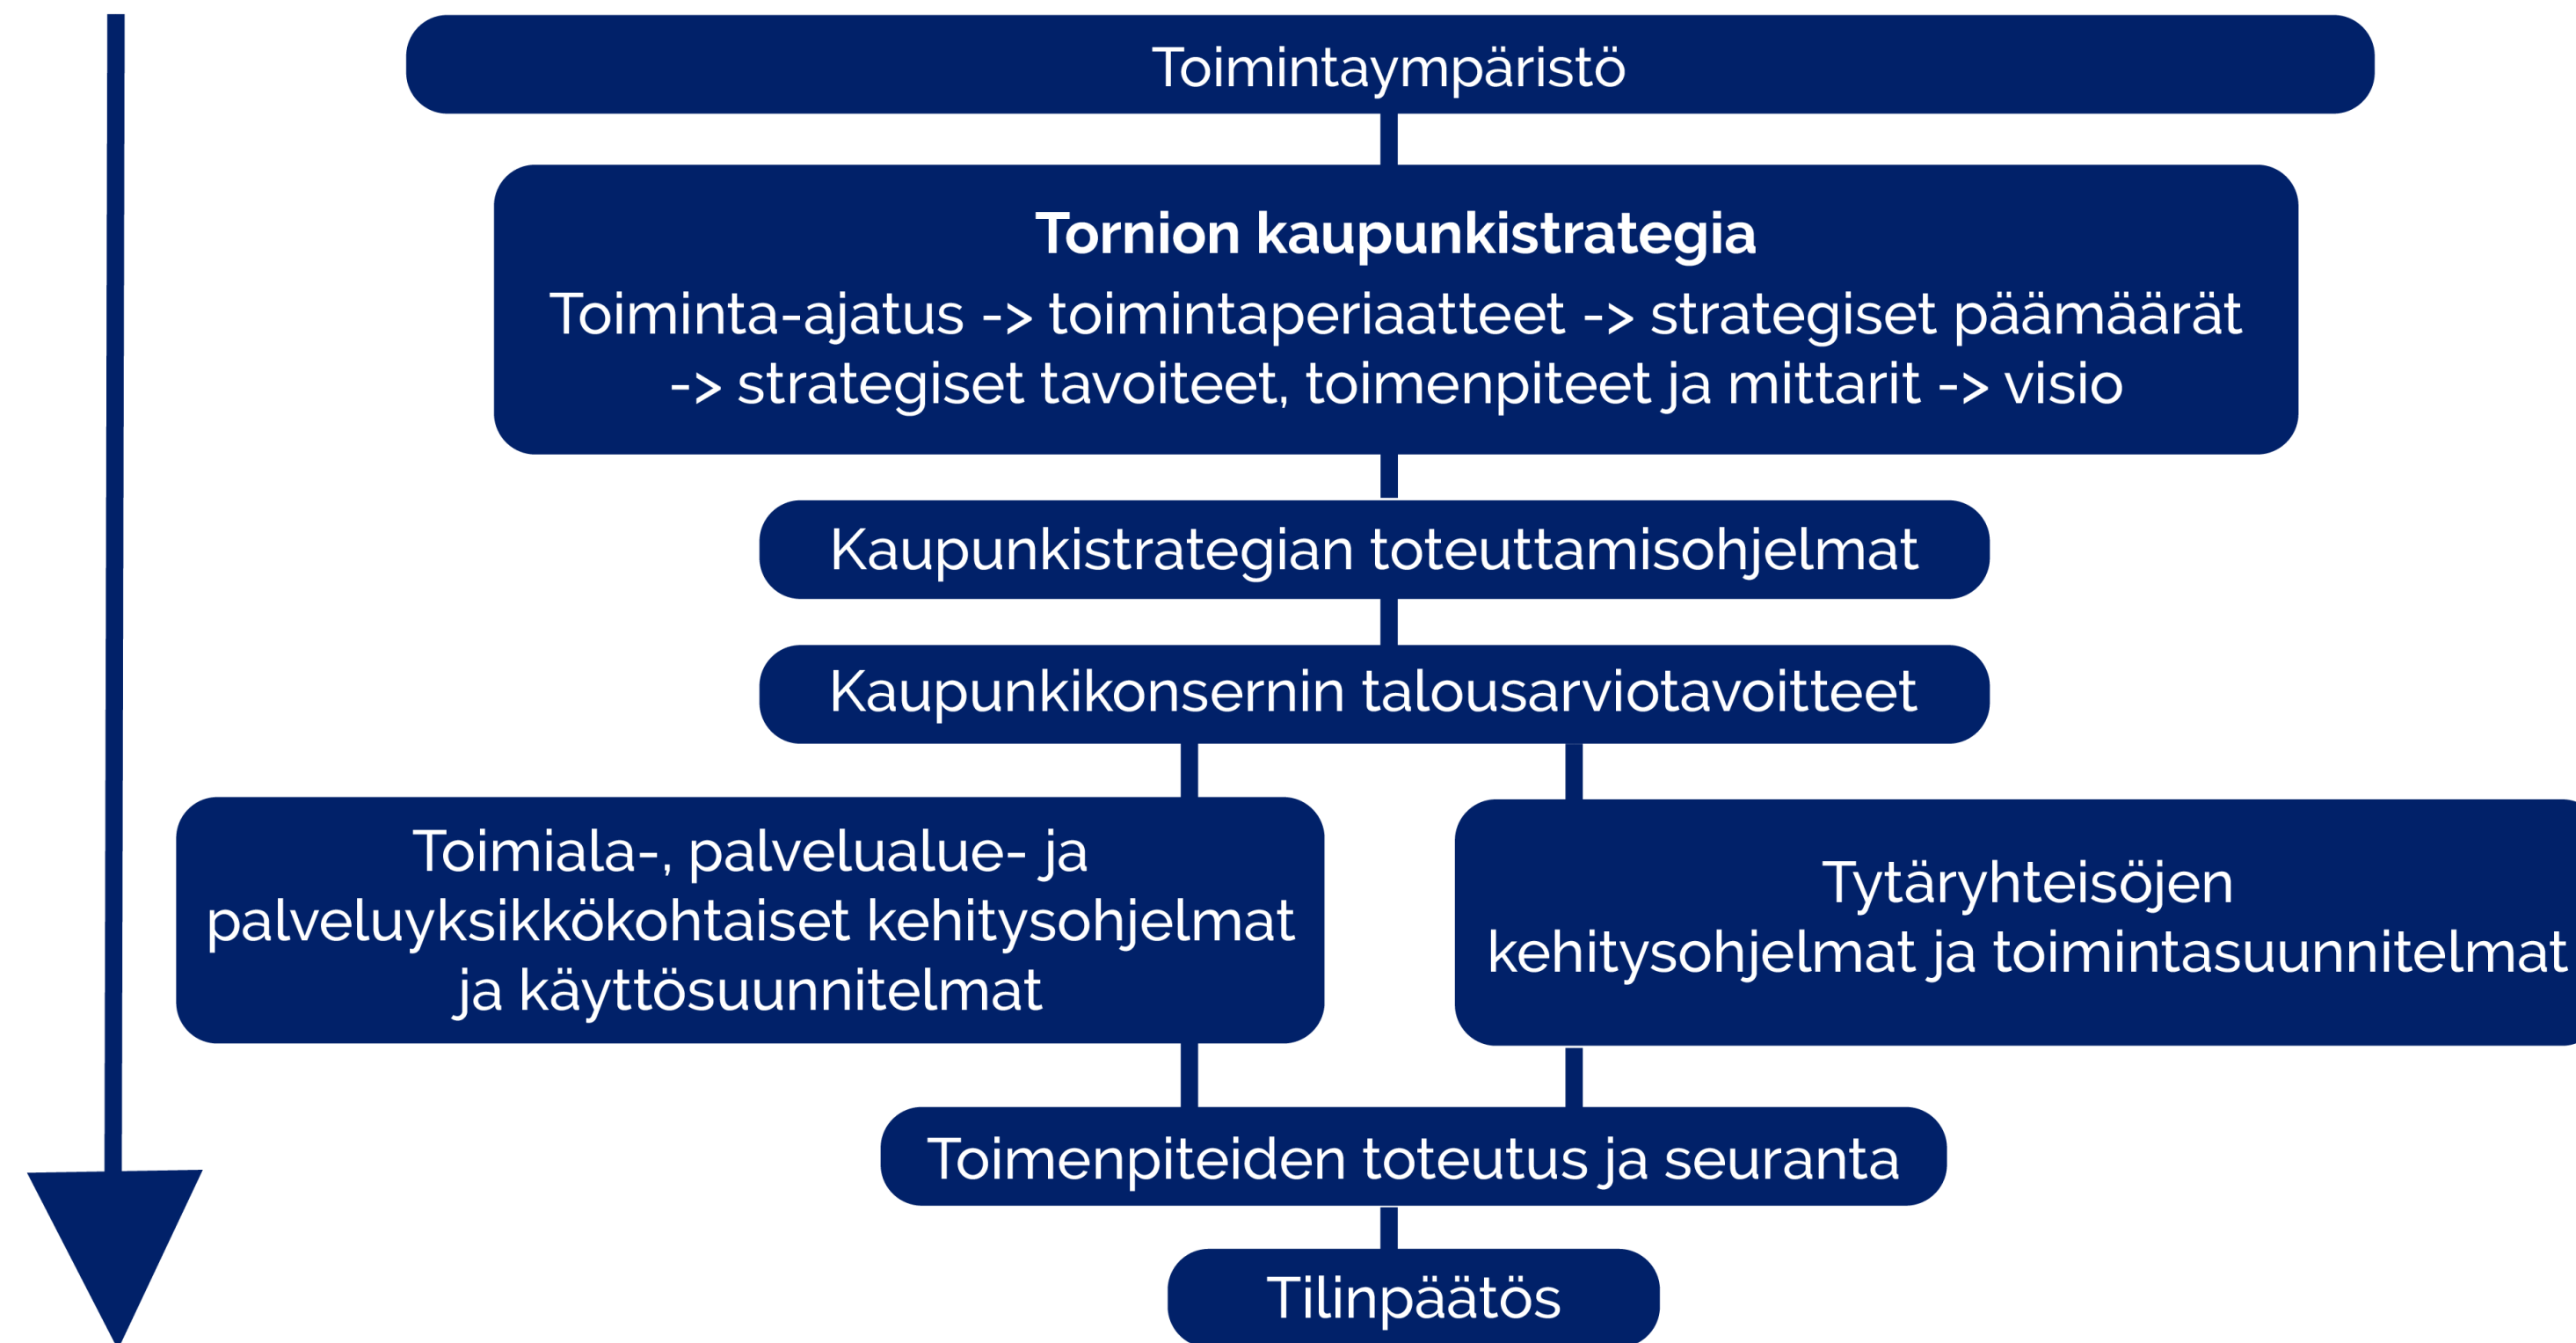 Toimintaympäristö
Tornion kaupunkistrategia
Toiminta-ajatus -> toimintaperiaatteet -> strategiset päämäärät
-> strategiset tavoiteet, toimenpiteet ja mittarit -> visio
Kaupunkistrategian toteuttamisohjelmat
Kaupunkikonsernin talousarviotavoitteet
Toimiala-, palvelualue- ja
palveluyksikkökohtaiset kehitysohjelmat
ja käyttösuunnitelmat
Tytäryhteisöjen
kehitysohjelmat ja toimintasuunnitelmat
Toimenpiteiden toteutus ja seuranta
Tilinpäätös